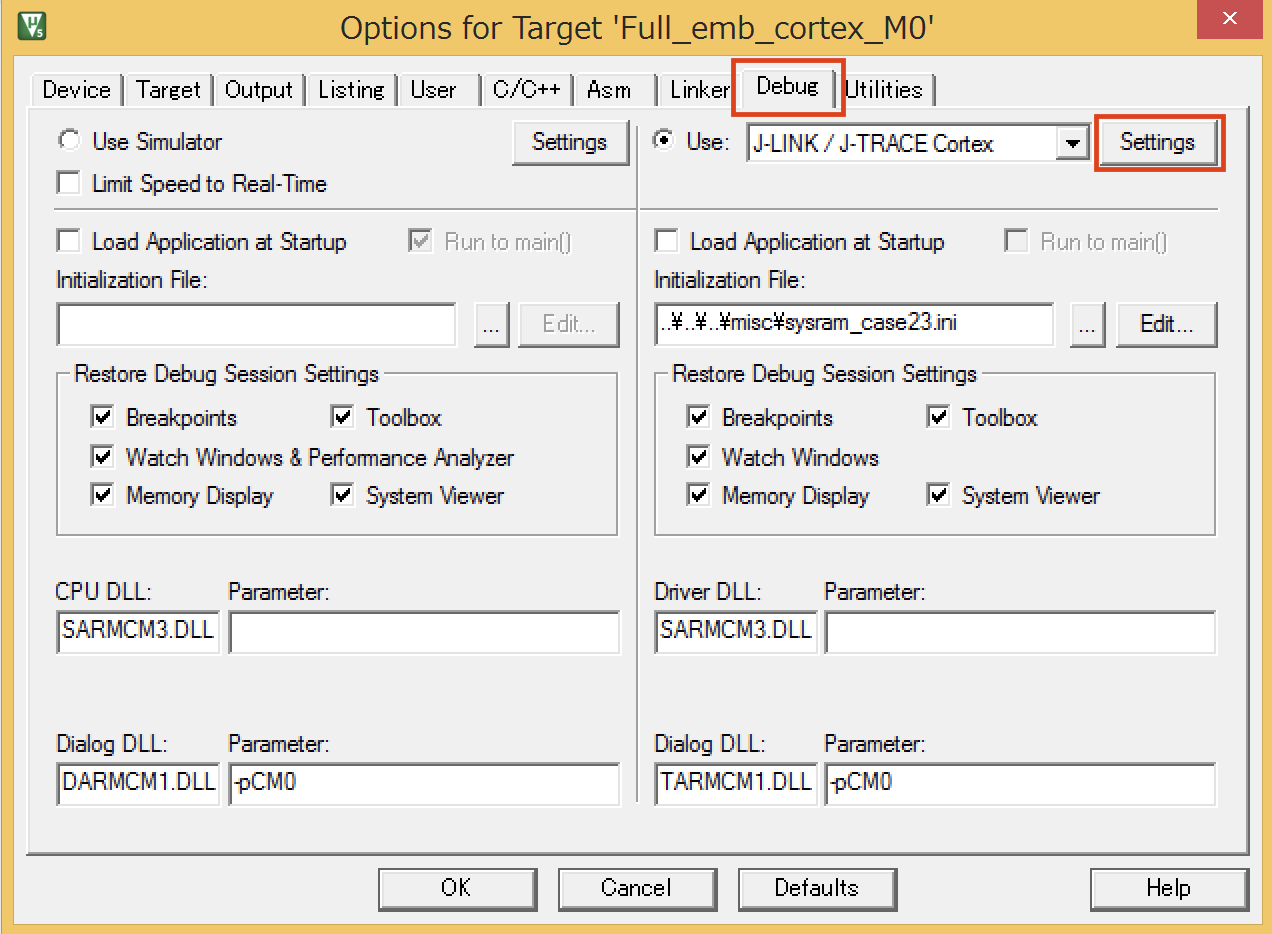 Options for Target 'Full_emb_cortex_M0'
Device Target Output Listing User C/C++ Asm Linker Debug Utilities
Use Simulator Settings
Limit Speed to Real-Time
Use: J-LINK / J-TRACE Cortex Settings
Load Application at Startup Run to main()
Initialization File:
... Edit...
Load Application at Startup Run to main()
Initialization File:
..¥..¥..¥misc¥sysram_case23.ini ... Edit...
Restore Debug Session Settings
Breakpoints Toolbox
Watch Windows & Performance Analyzer
Memory Display System Viewer
Restore Debug Session Settings
Breakpoints Toolbox
Watch Windows
Memory Display System Viewer
CPU DLL: Parameter:
SARMCM3.DLL
Driver DLL: Parameter:
SARMCM3.DLL
Dialog DLL: Parameter:
DARMCM1.DLL -pCM0
Dialog DLL: Parameter:
TARMCM1.DLL -pCM0
OK Cancel Defaults Help